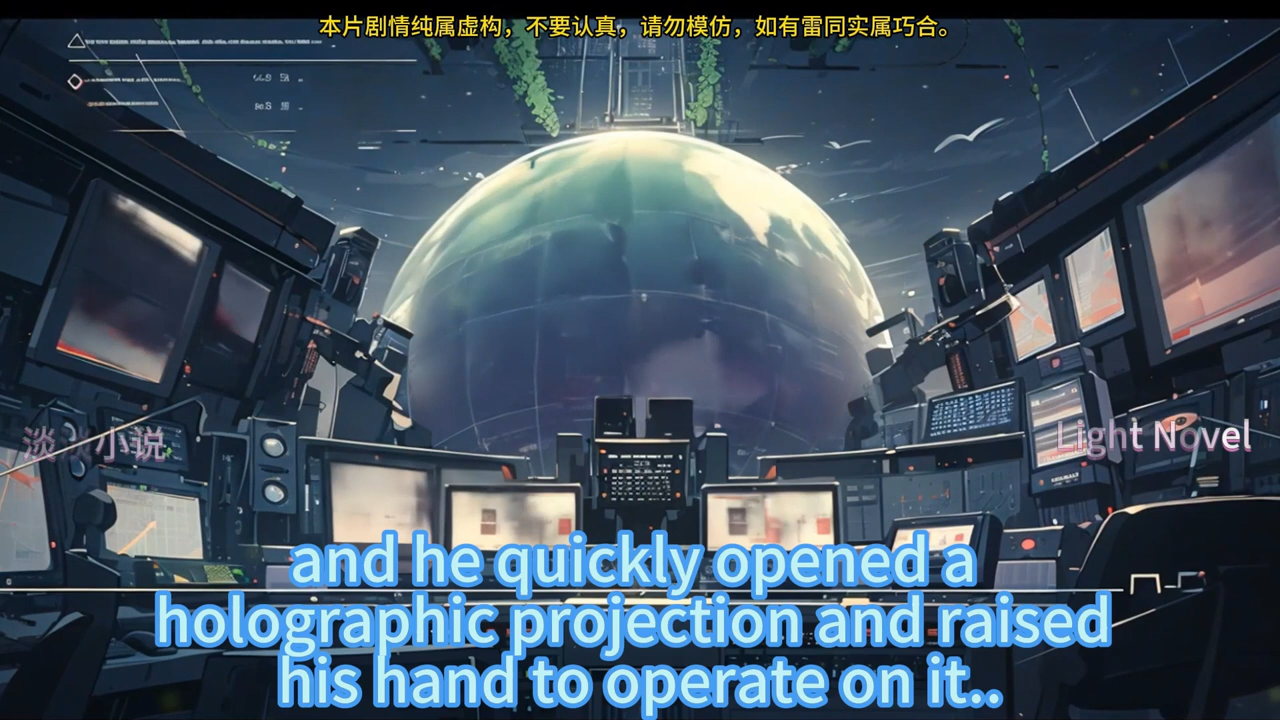 本片剧情纯属虚构，不要认真，请勿模仿，如有雷同实属巧合。
淡淡小说
Light Novel
and he quickly opened a
holographic projection and raised
his hand to operate on it..